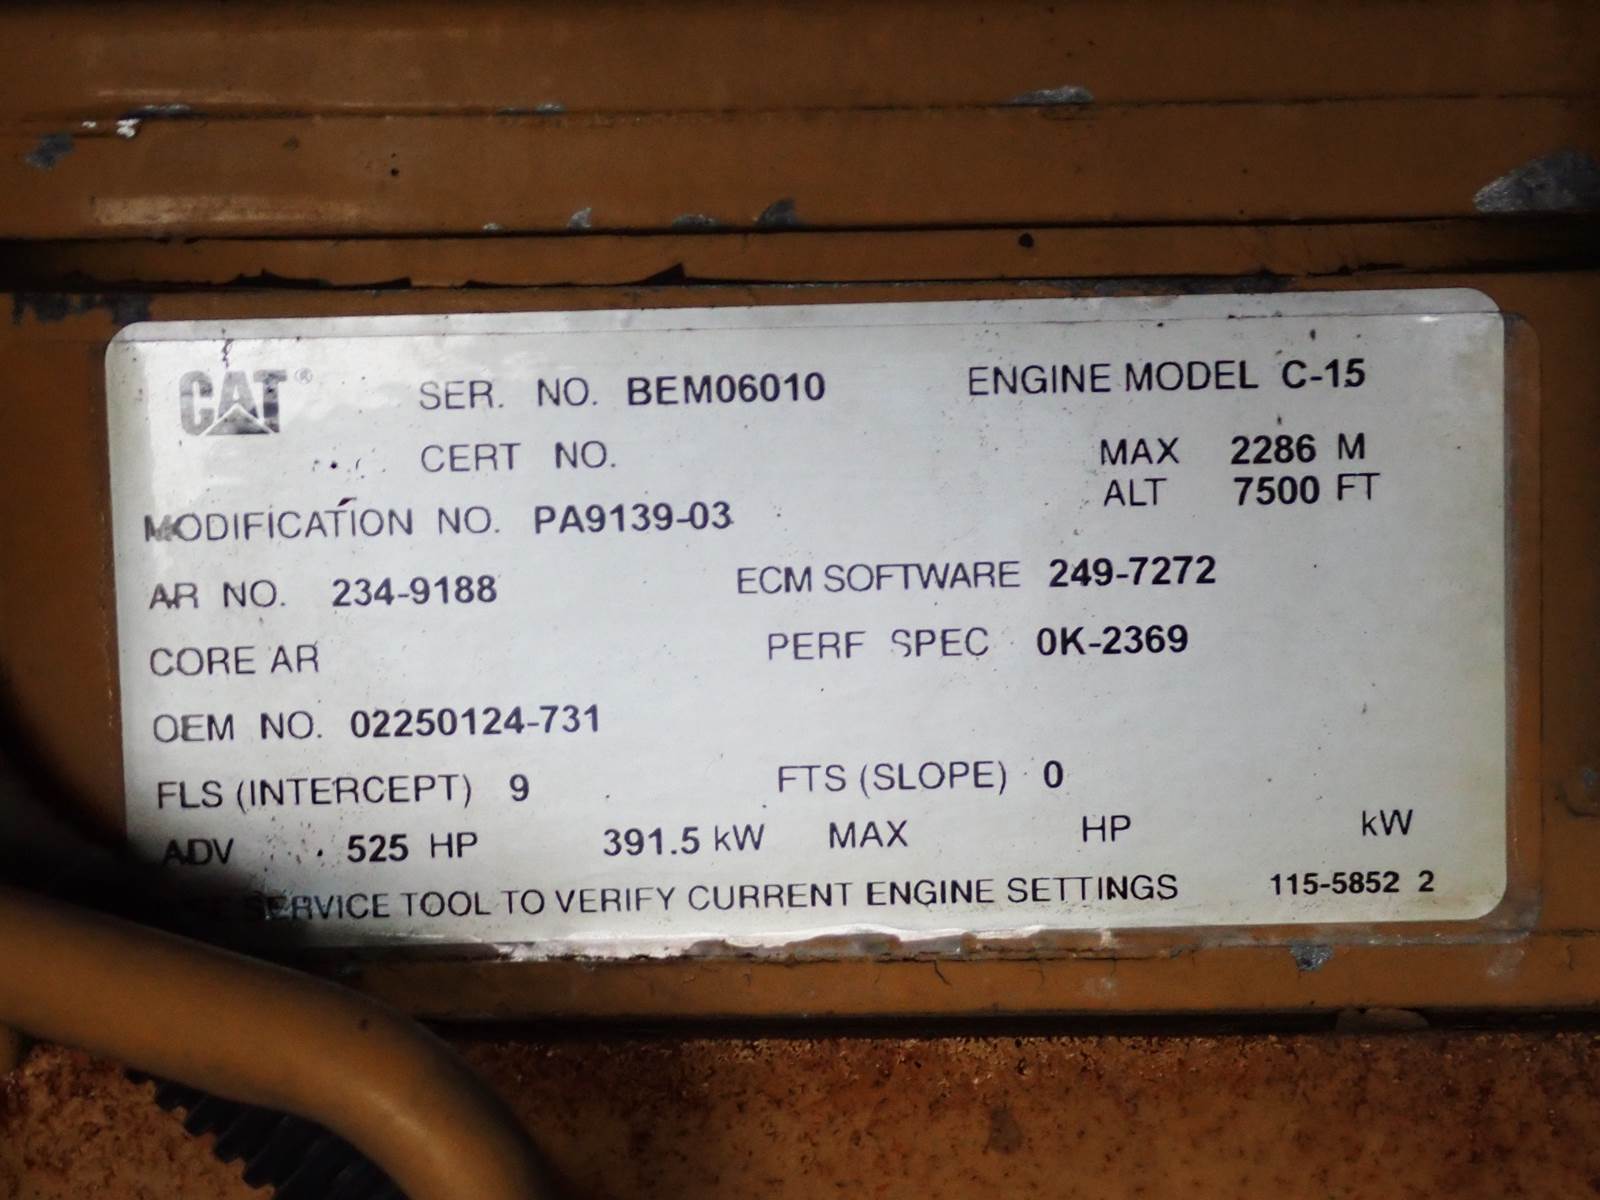 CAT® SER. NO. BEM06010 ENGINE MODEL C-15
CERT NO. MAX 2286 M
ALT 7500 FT
MODIFICATION NO. PA9139-03
AR NO. 234-9188 ECM SOFTWARE 249-7272
CORE AR PERF SPEC 0K-2369
OEM NO. 02250124-731
FLS (INTERCEPT) 9 FTS (SLOPE) 0
ADV 525 HP 391.5 kW MAX HP kW
SERVICE TOOL TO VERIFY CURRENT ENGINE SETTINGS 115-5852 2